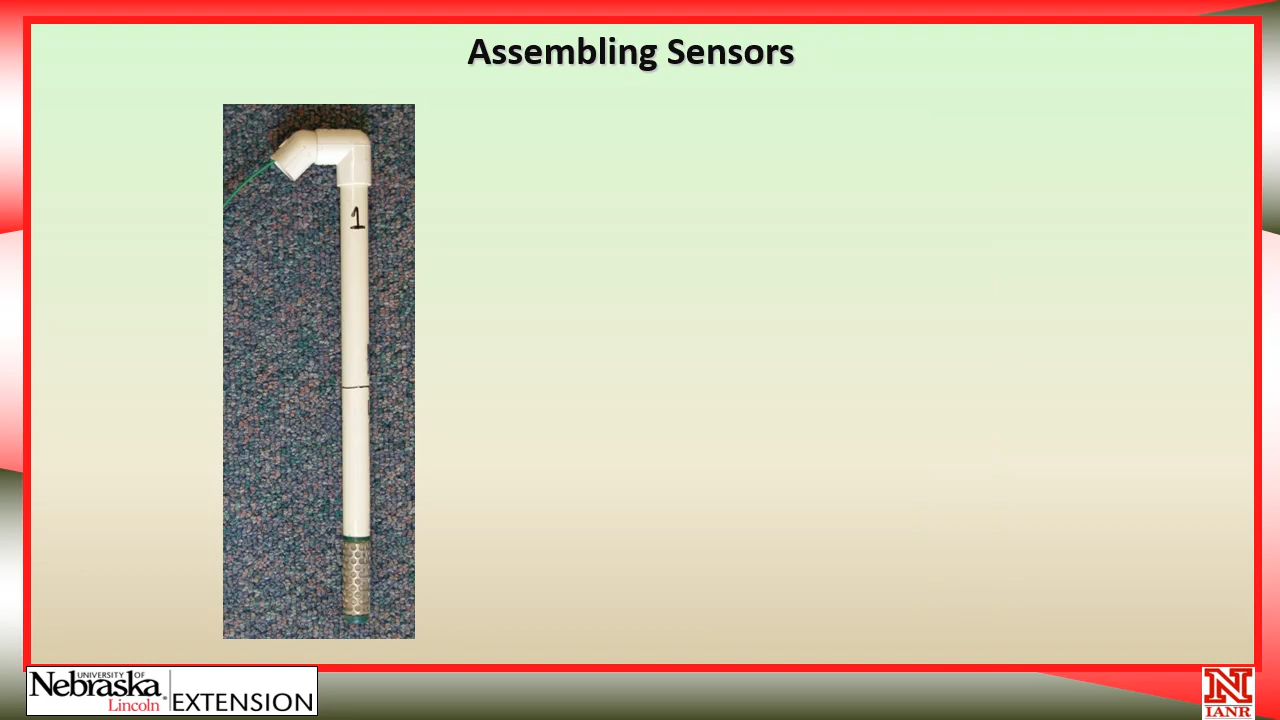 Assembling Sensors
1
UNIVERSITY OF
Nebraska
Lincoln
EXTENSION
N
IANR